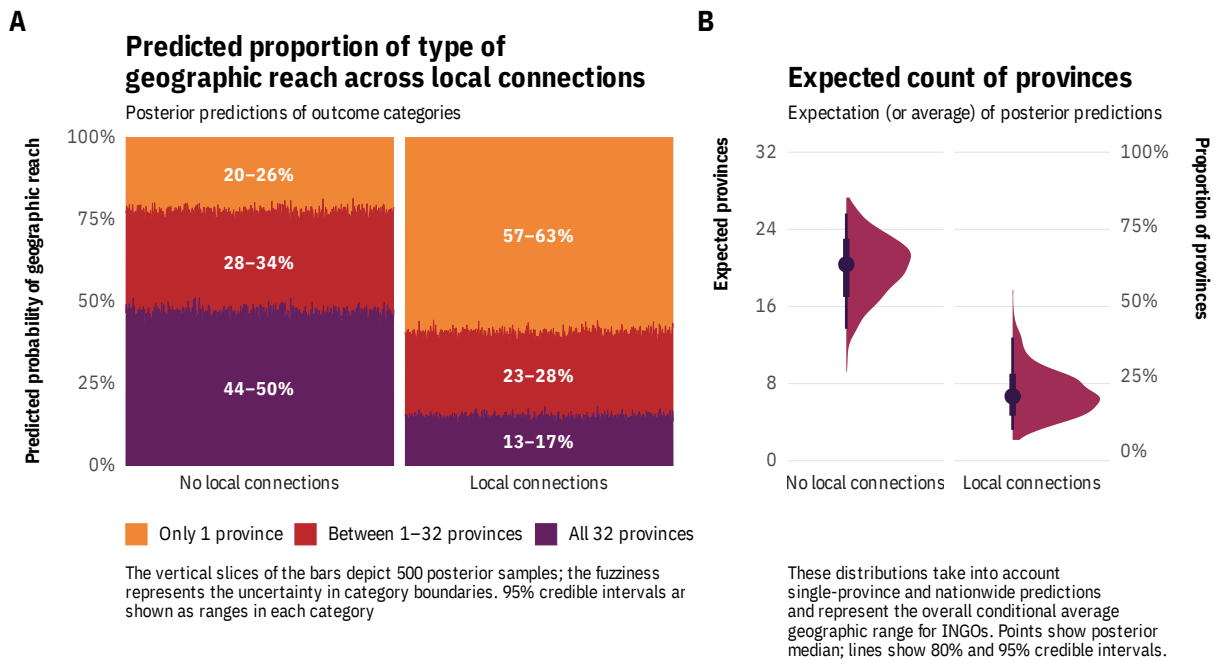 A
Predicted proportion of type of
geographic reach across local connections
Posterior predictions of outcome categories
Predicted probability of geographic reach
100%
75%
50%
25%
0%
20–26%
28–34%
44–50%
57–63%
23–28%
13–17%
No local connections
Local connections
Only 1 province
Between 1–32 provinces
All 32 provinces
The vertical slices of the bars depict 500 posterior samples; the fuzziness
represents the uncertainty in category boundaries. 95% credible intervals ar
shown as ranges in each category
B
Expected count of provinces
Expectation (or average) of posterior predictions
Expected provinces
32
24
16
8
0
100%
75%
50%
25%
0%
Proportion of provinces
No local connections
Local connections
These distributions take into account
single-province and nationwide predictions
and represent the overall conditional average
geographic range for INGOs. Points show posterior
median; lines show 80% and 95% credible intervals.